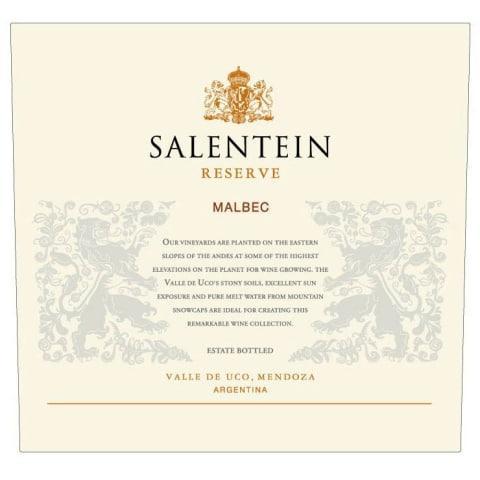 SALENTEIN
RESERVE
MALBEC
OUR VINEYARDS ARE PLANTED ON THE EASTERN
SLOPES OF THE ANDES AT SOME OF THE HIGHEST
ELEVATIONS ON THE PLANET FOR WINE GROWING. THE
VALLE DE UCO'S STONY SOILS, EXCELLENT SUN
EXPOSURE AND PURE MELT WATER FROM MOUNTAIN
SNOWCAPS ARE IDEAL FOR CREATING THIS
REMARKABLE WINE COLLECTION.
ESTATE BOTTLED
VALLE DE UCO, MENDOZA
ARGENTINA